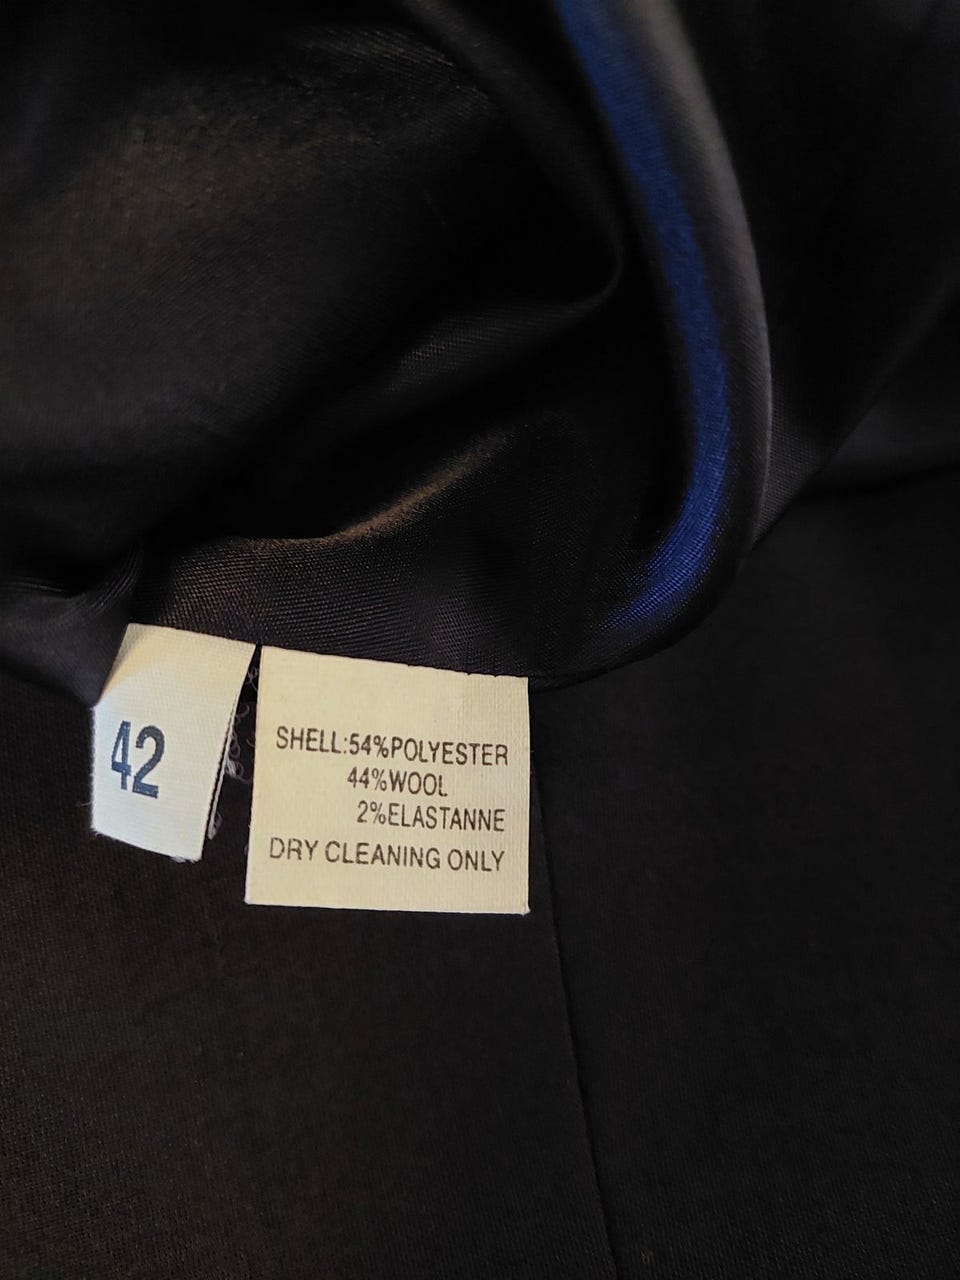 42
SHELL:54%POLYESTER
44%WOOL
2%ELASTANNE
DRY CLEANING ONLY